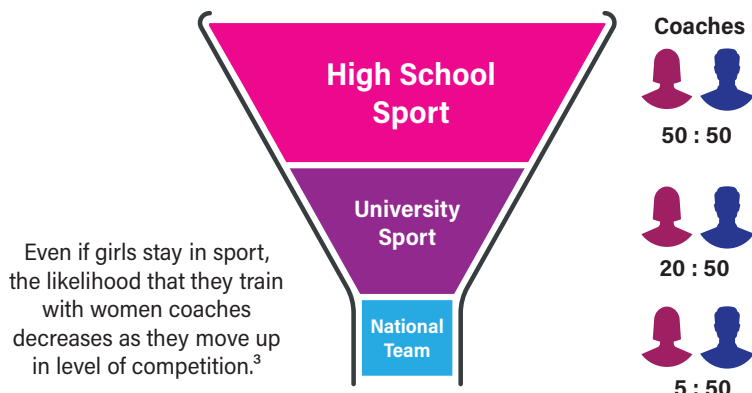 Coaches
High School
Sport
50 : 50
University
Sport
20 : 50
Even if girls stay in sport,
the likelihood that they train
with women coaches
decreases as they move up
in level of competition.³
National
Team
5 : 50